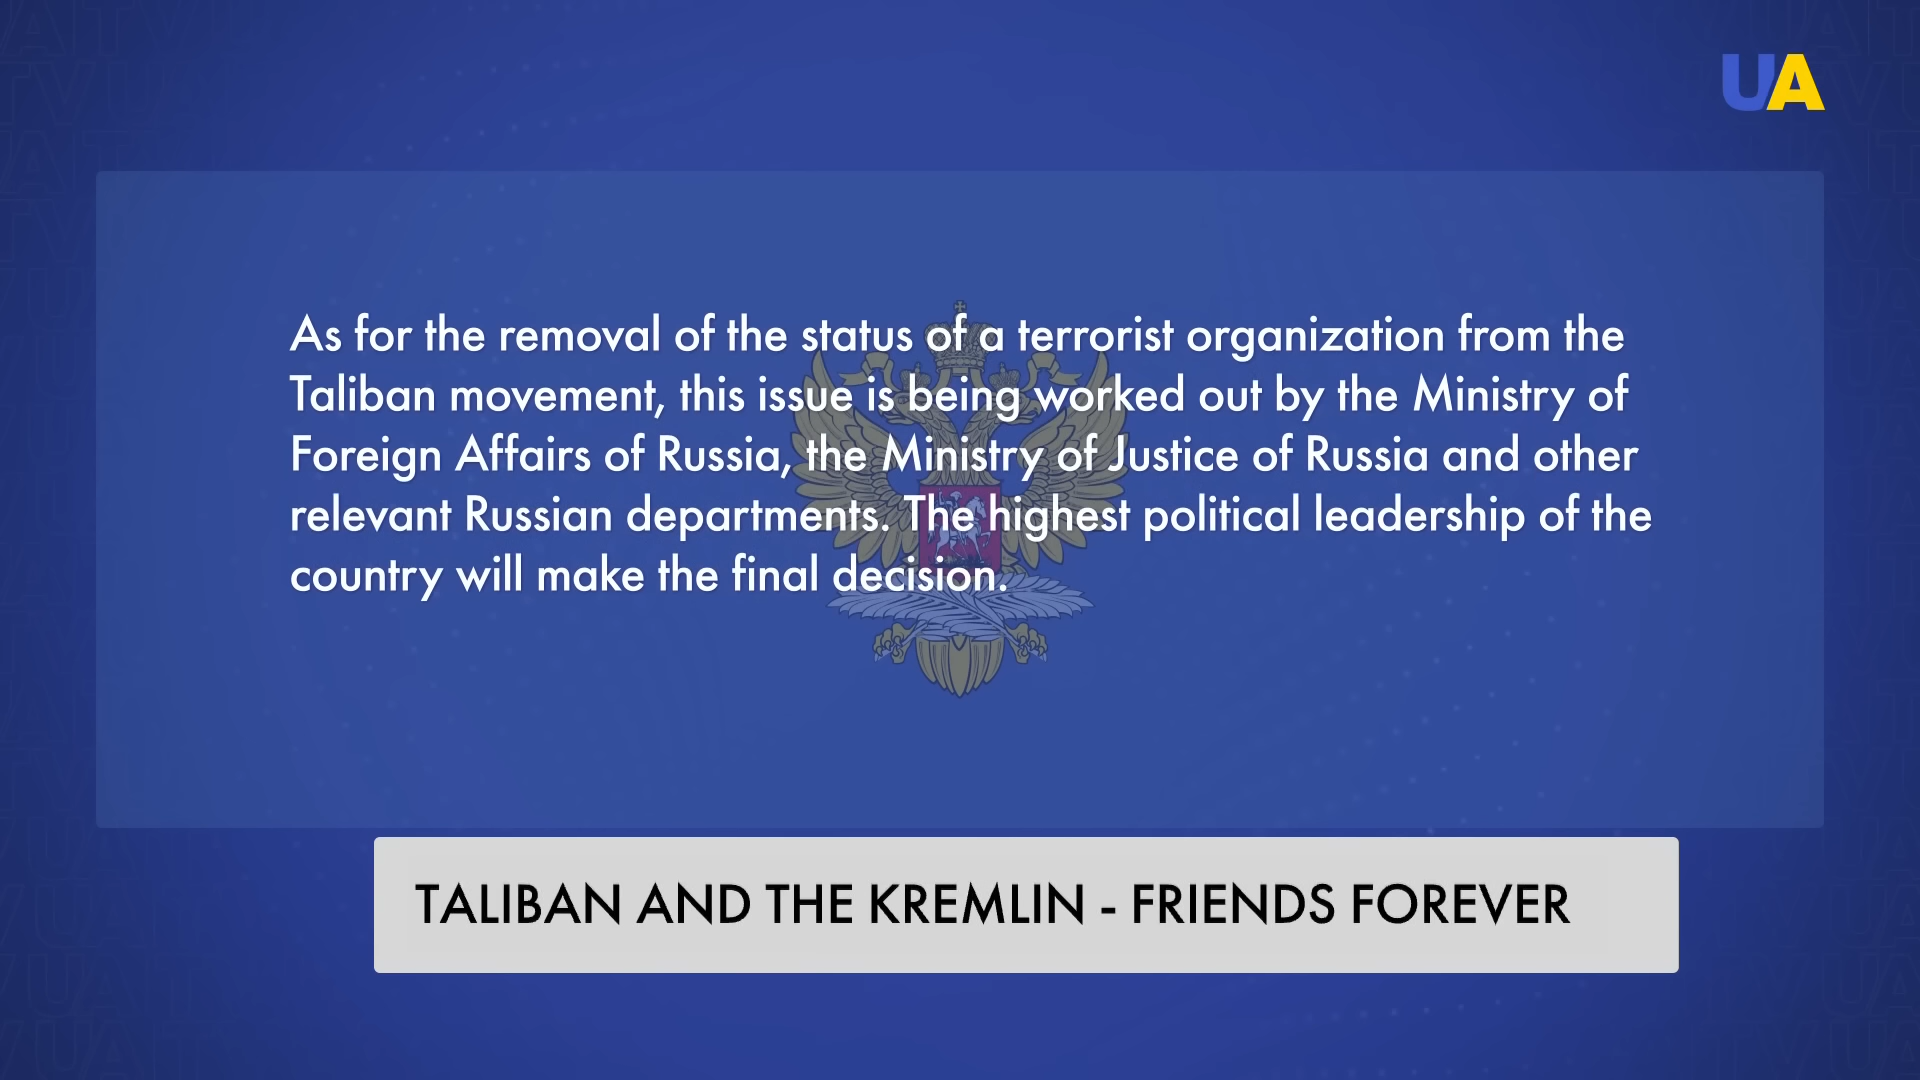 UA
As for the removal of the status of a terrorist organization from the
Taliban movement, this issue is being worked out by the Ministry of
Foreign Affairs of Russia, the Ministry of Justice of Russia and other
relevant Russian departments. The highest political leadership of the
country will make the final decision.
TALIBAN AND THE KREMLIN - FRIENDS FOREVER